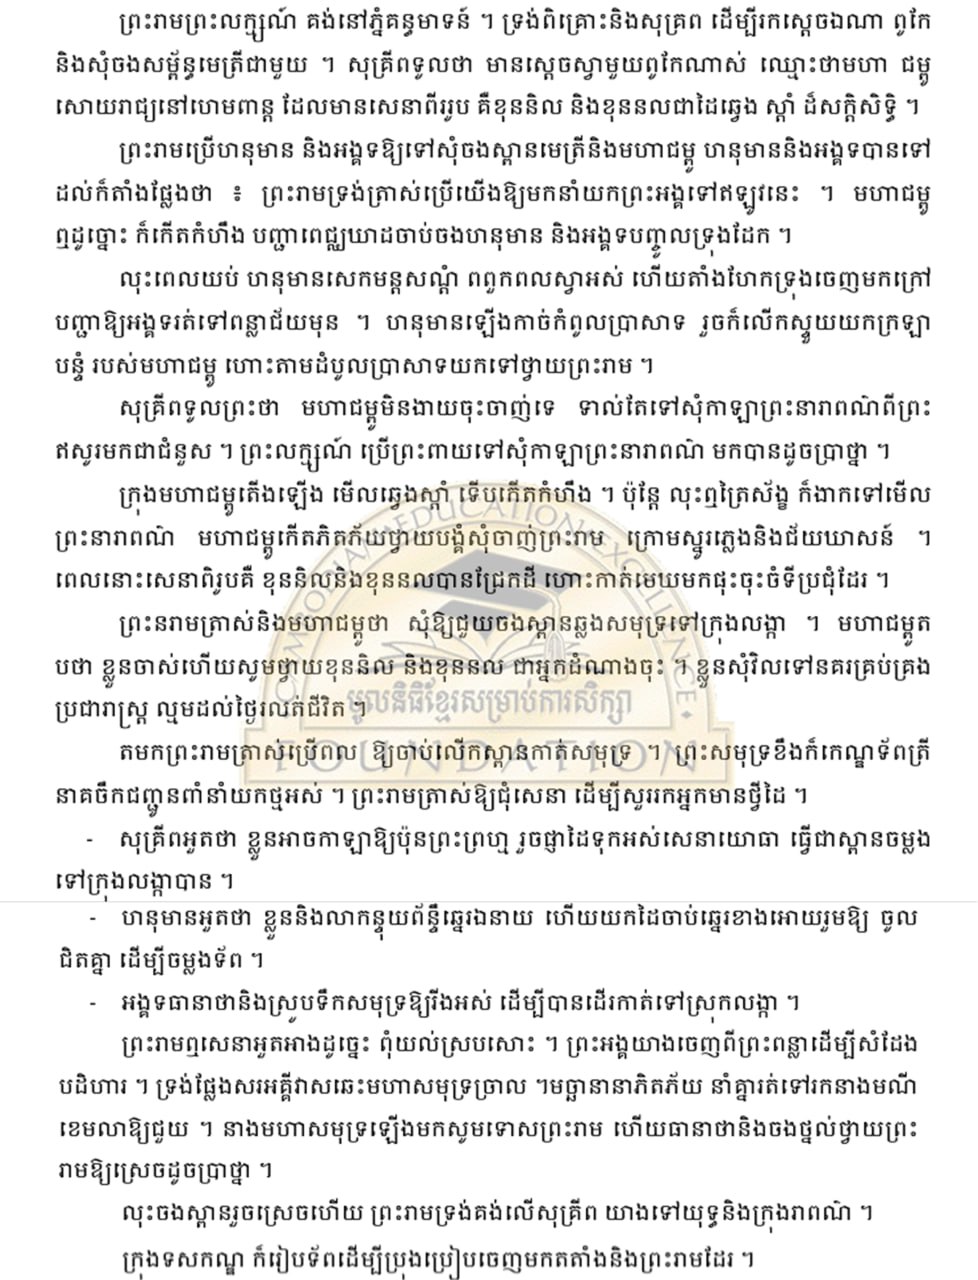 ព្រះរាមព្រះលក្ម្សណ៍ គង់នៅភ្នំគន្ធមាទន៍ ។ ទ្រង់ពិគ្រោះនិងសុគ្រព ដើម្បីរកស្តេចឯណា ពូកែ
និងសុំចងសម្ព័ន្ធមេត្រីជាមួយ ។ សុគ្រីពទូលថា មានស្តេចស្វាមួយពូកែណាស់ ឈ្មោះថាមហា ជម្ពូ
សោយរាជ្យនៅហេមពាន្ត ដែលមានសេនាពីររូប គឺខុននិល និងខុននលជាដៃឆ្វេង ស្តាំ ដ៏សក្តិសិទ្ធិ ។
ព្រះរាមប្រើហនុមាន និងអង្គទឱ្យទៅសុំចងស្ពានមេត្រីនិងមហាជម្ពូ ហនុមាននិងអង្គទបានទៅ
ដល់ក៏តាំងផ្លែងថា ៖ ព្រះរាមទ្រង់ត្រាស់ប្រើយើងឱ្យមកនាំយកព្រះអង្គទៅឥឡូវនេះ ។ មហាជម្ពូ
ឮដូច្នោះ ក៏កើតកំហឹង បញ្ជាពេជ្ឈឃាដចាប់ចងហនុមាន និងអង្គទបញ្ចូលទ្រុងដែក ។
លុះពេលយប់ ហនុមានសេកមន្តសណ្តំ ពពួកពលស្វាអស់ ហើយតាំងហែកទ្រុងចេញមកក្រៅ
បញ្ជាឱ្យអង្គទរត់ទៅពន្លាជ័យមុន ។ ហនុមានឡើងកាច់កំពូលប្រាសាទ រួចក៏លើកស្ទួយយកក្រឡា
បន្ទំ របស់មហាជម្ពូ ហោះតាមដំបូលប្រាសាទយកទៅថ្វាយព្រះរាម ។
សុគ្រីពទូលព្រះថា មហាជម្ពូមិនងាយចុះចាញ់ទេ ទាល់តែទៅសុំកាឡាព្រះនារាពណ៌ពីព្រះ
ឥសូរមកជាជំនួស ។ ព្រះលក្ម្សណ៍ ប្រើព្រះពាយទៅសុំកាឡាព្រះនារាពណ៌ មកបានដូចប្រាថ្នា ។
ក្រុងមហាជម្ពូតើងឡើង មើលឆ្វេងស្តាំ ទើបកើតកំហឹង ។ ប៉ុន្តែ លុះឮត្រៃស័ង្ខ ក៏ងាកទៅមើល
ព្រះនារាពណ៌ មហាជម្ពូកើតភិតភ័យថ្វាយបង្គំសុំចាញ់ព្រះរាម ក្រោមស្នូរភ្លេងនិងជ័យឃាសន៍ ។
ពេលនោះសេនាពិរូបគឺ ខុននិលនិងខុននលបានជ្រែកដី ហោះកាត់មេឃមកផុះចុះចំទីប្រជុំដែរ ។
ព្រះនរាមត្រាស់និងមហាជម្ពូថា សុំឱ្យជួយចងស្ពានឆ្លងសមុទ្រទៅក្រុងលង្កា ។ មហាជម្ពូត
បថា ខ្លួនចាស់ហើយសូមថ្វាយខុននិល និងខុននល ជាអ្នកដំណាងចុះ ។ ខ្លួនសុំវិលទៅនគរគ្រប់គ្រង
ប្រជារាស្ត្រ ល្មមដល់ថ្ងៃរលត់ជីវិត ។
តមកព្រះរាមត្រាស់ប្រើពល ឱ្យចាប់លើកស្ពានកាត់សមុទ្រ ។ ព្រះសមុទ្រខឹងក៏កេណ្ឌទ័ពត្រី
នាគចឹកជញ្ជូនពាំនាំយកថ្មអស់ ។ ព្រះរាមត្រាស់ឱ្យជុំសេនា ដើម្បីសួររកអ្នកមានថ្វីដៃ ។
- សុគ្រីពអួតថា ខ្លួនអាចកាឡាឱ្យប៉ុនព្រះព្រហ្ម រួចផ្ងាដៃទុកអស់សេនាយោធា ធ្វើជាស្ពានចម្លង
ទៅក្រុងលង្កាបាន ។
- ហនុមានអួតថា ខ្លួននិងលាកន្ទុយព័ន្ធឹឆ្នេរឯនាយ ហើយយកដៃចាប់ឆ្នេរខាងអោយរួមឱ្យ ចូល
ជិតគ្នា ដើម្បីចម្លងទ័ព ។
- អង្គទធានាថានិងស្រូបទឹកសមុទ្រឱ្យរីងអស់ ដើម្បីបានដើរកាត់ទៅស្រុកលង្កា ។
ព្រះរាមឮសេនាអួតអាងដូច្នេះ ពុំយល់ស្របសោះ ។ ព្រះអង្គយាងចេញពីព្រះពន្លាដើម្បីសំដែង
បដិហារ ។ ទ្រង់ផ្លែងសរអគ្គីវាសឆេះមហាសមុទ្រច្រាល ។មច្ឆានានាភិតភ័យ នាំគ្នារត់ទៅរកនាងមណី
ខេមលាឱ្យជួយ ។ នាងមហាសមុទ្រឡើងមកសូមទោសព្រះរាម ហើយធានាថានិងចងថ្នល់ថ្វាយព្រះ
រាមឱ្យស្រេចដូចប្រាថ្នា ។
លុះចងស្ពានរួចស្រេចហើយ ព្រះរាមទ្រង់គង់លើសុគ្រីព យាងទៅយុទ្ធនិងក្រុងរាពណ៌ ។
ក្រុងទសកណ្ឌ ក៏រៀបទ័ពដើម្បីប្រុងប្រៀបចេញមកតតាំងនិងព្រះរាមដែរ ។
CAMBODIAN EDUCATIONAL EXCELLENCE
មូលនិធិខ្មែរសម្រាប់ការសិក្សា
FOUNDATION